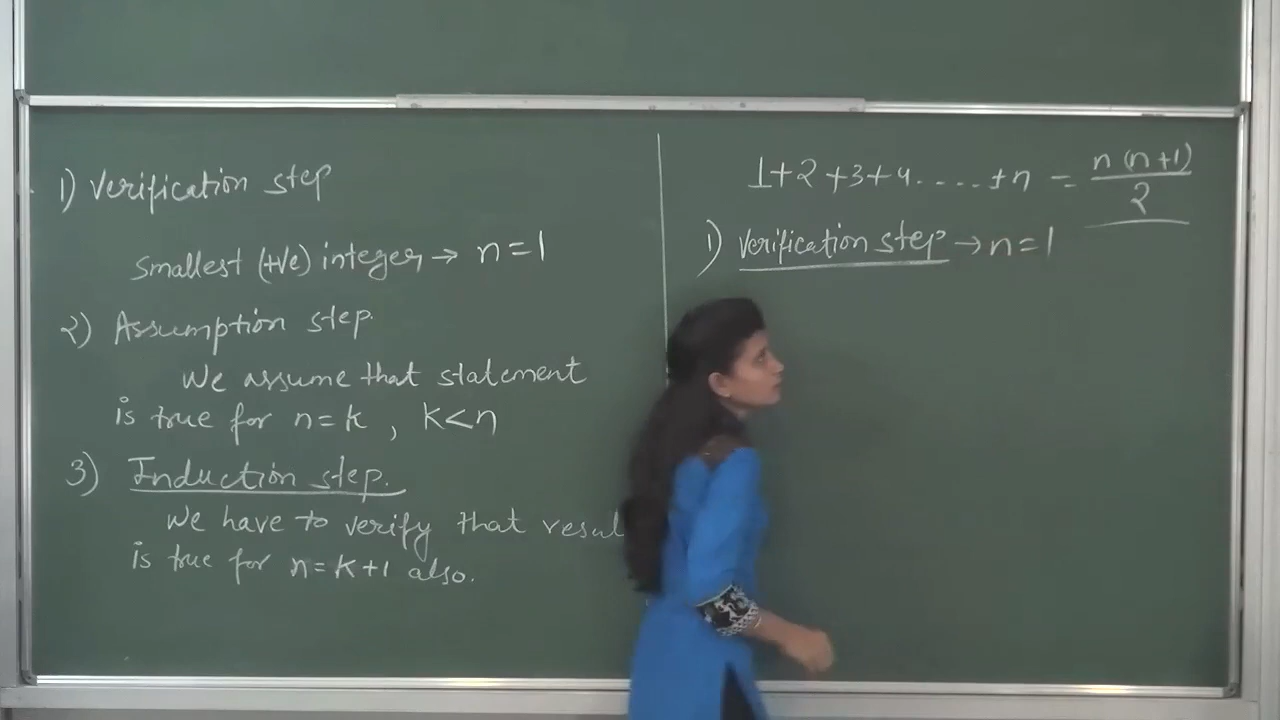 1) Verification step
Smallest (+ve) integer → n=1
2) Assumption step
We assume that statement
is true for n=k, k<n
3) Induction step.
We have to verify that resul
is true for n=k+1 also.
1+2+3+4.....+n = n(n+1)/2
1) Verification step → n=1